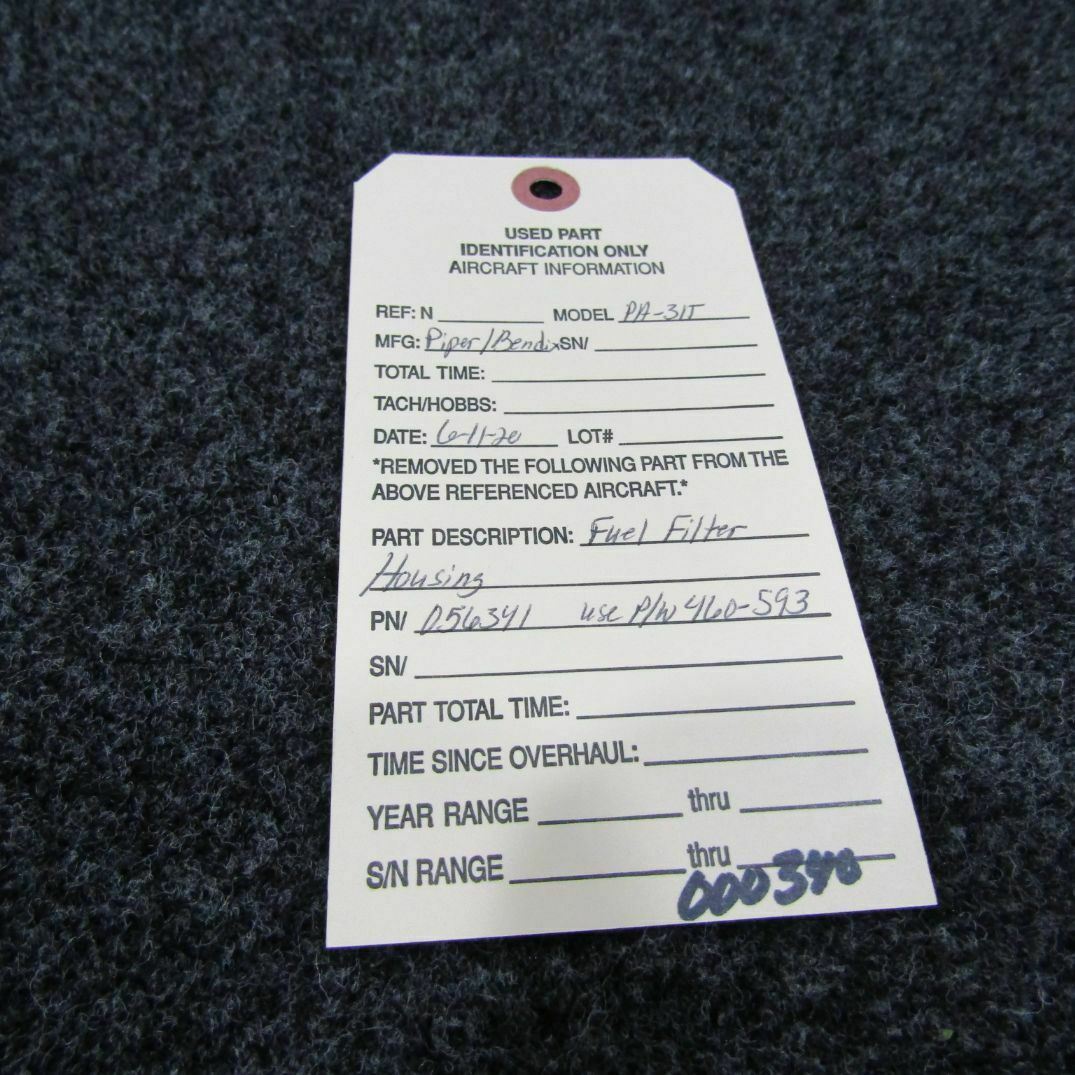 USED PART
IDENTIFICATION ONLY
AIRCRAFT INFORMATION
REF: N MODEL PA-31T
MFG: Piper/Bendix SN/
TOTAL TIME:
TACH/HOBBS:
DATE: 6-11-20 LOT#
*REMOVED THE FOLLOWING PART FROM THE
ABOVE REFERENCED AIRCRAFT.*
PART DESCRIPTION: Fuel Filter
Housing
PN/ 056341 use P/N 460-593
SN/
PART TOTAL TIME:
TIME SINCE OVERHAUL:
YEAR RANGE thru
S/N RANGE thru